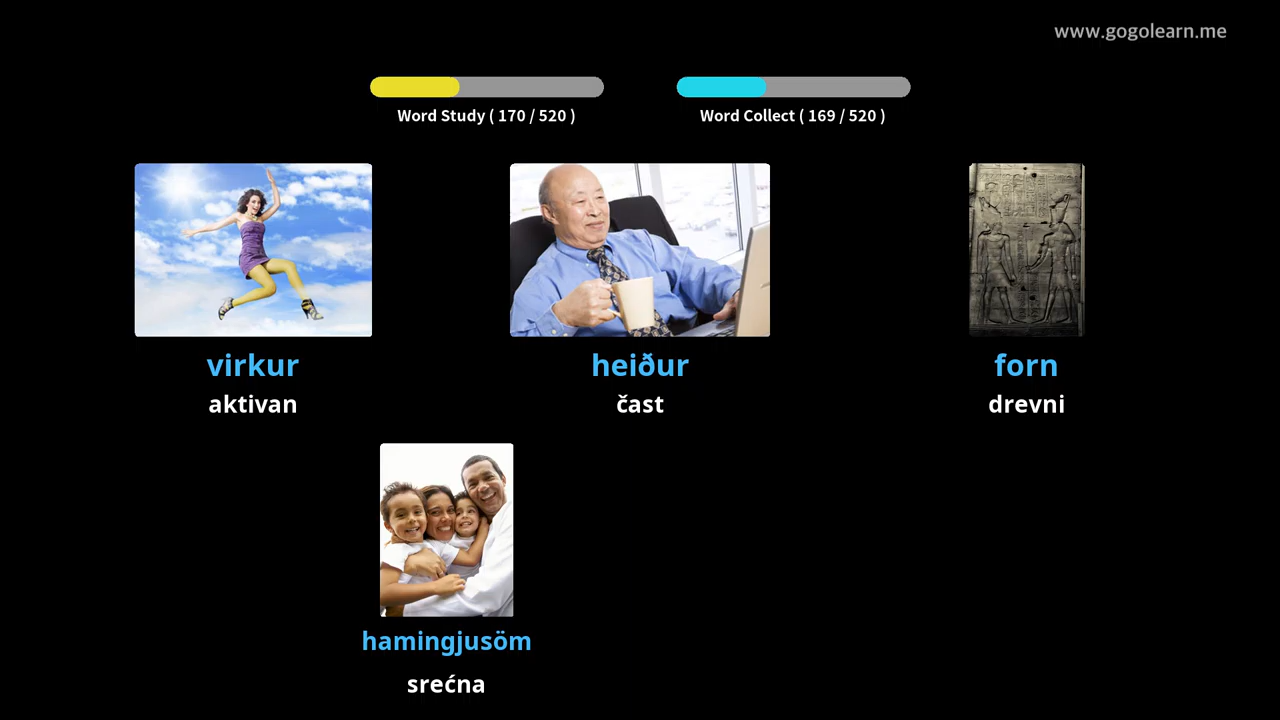 www.gogolearn.me
Word Study ( 170 / 520 )
Word Collect ( 169 / 520 )
virkur
heiður
forn
aktivan
čast
drevni
hamingjusöm
srećna